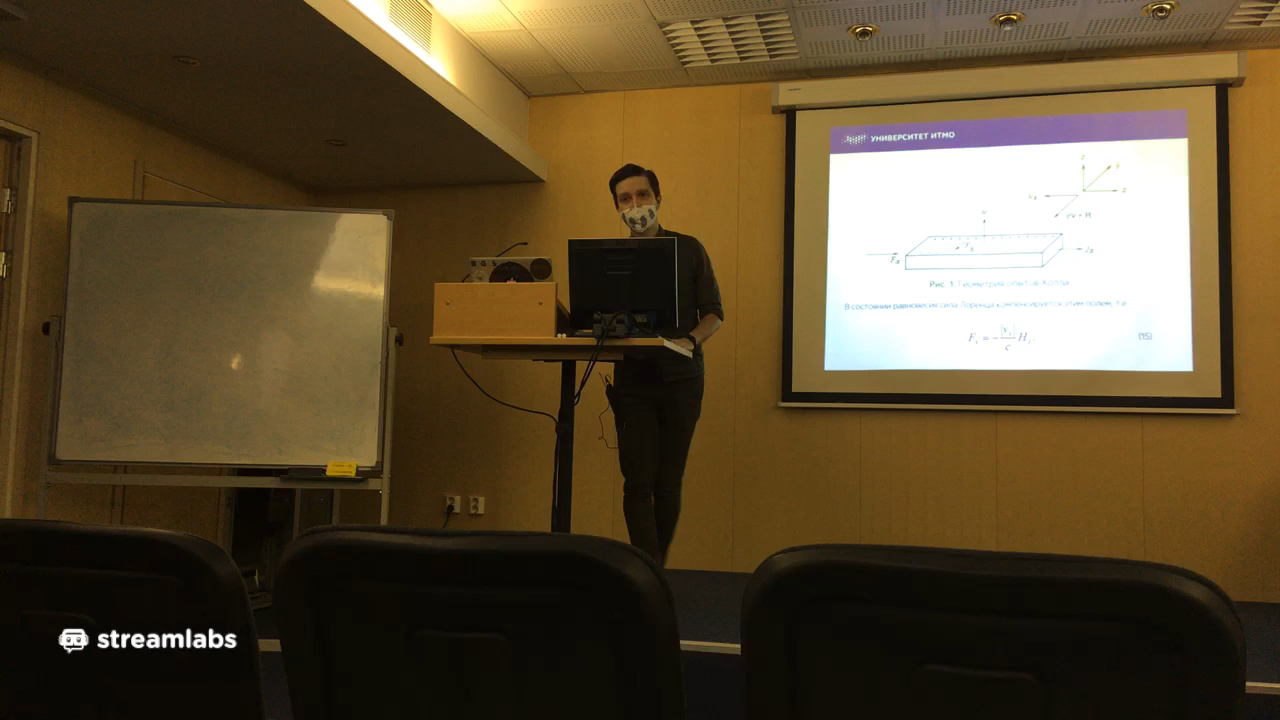 УНИВЕРСИТЕТ ИТМО
Рис. 1. Геометрия опытов Холла
В состоянии равновесия сила Лоренца компенсируется этим полем, т.е.
(15)
streamlabs